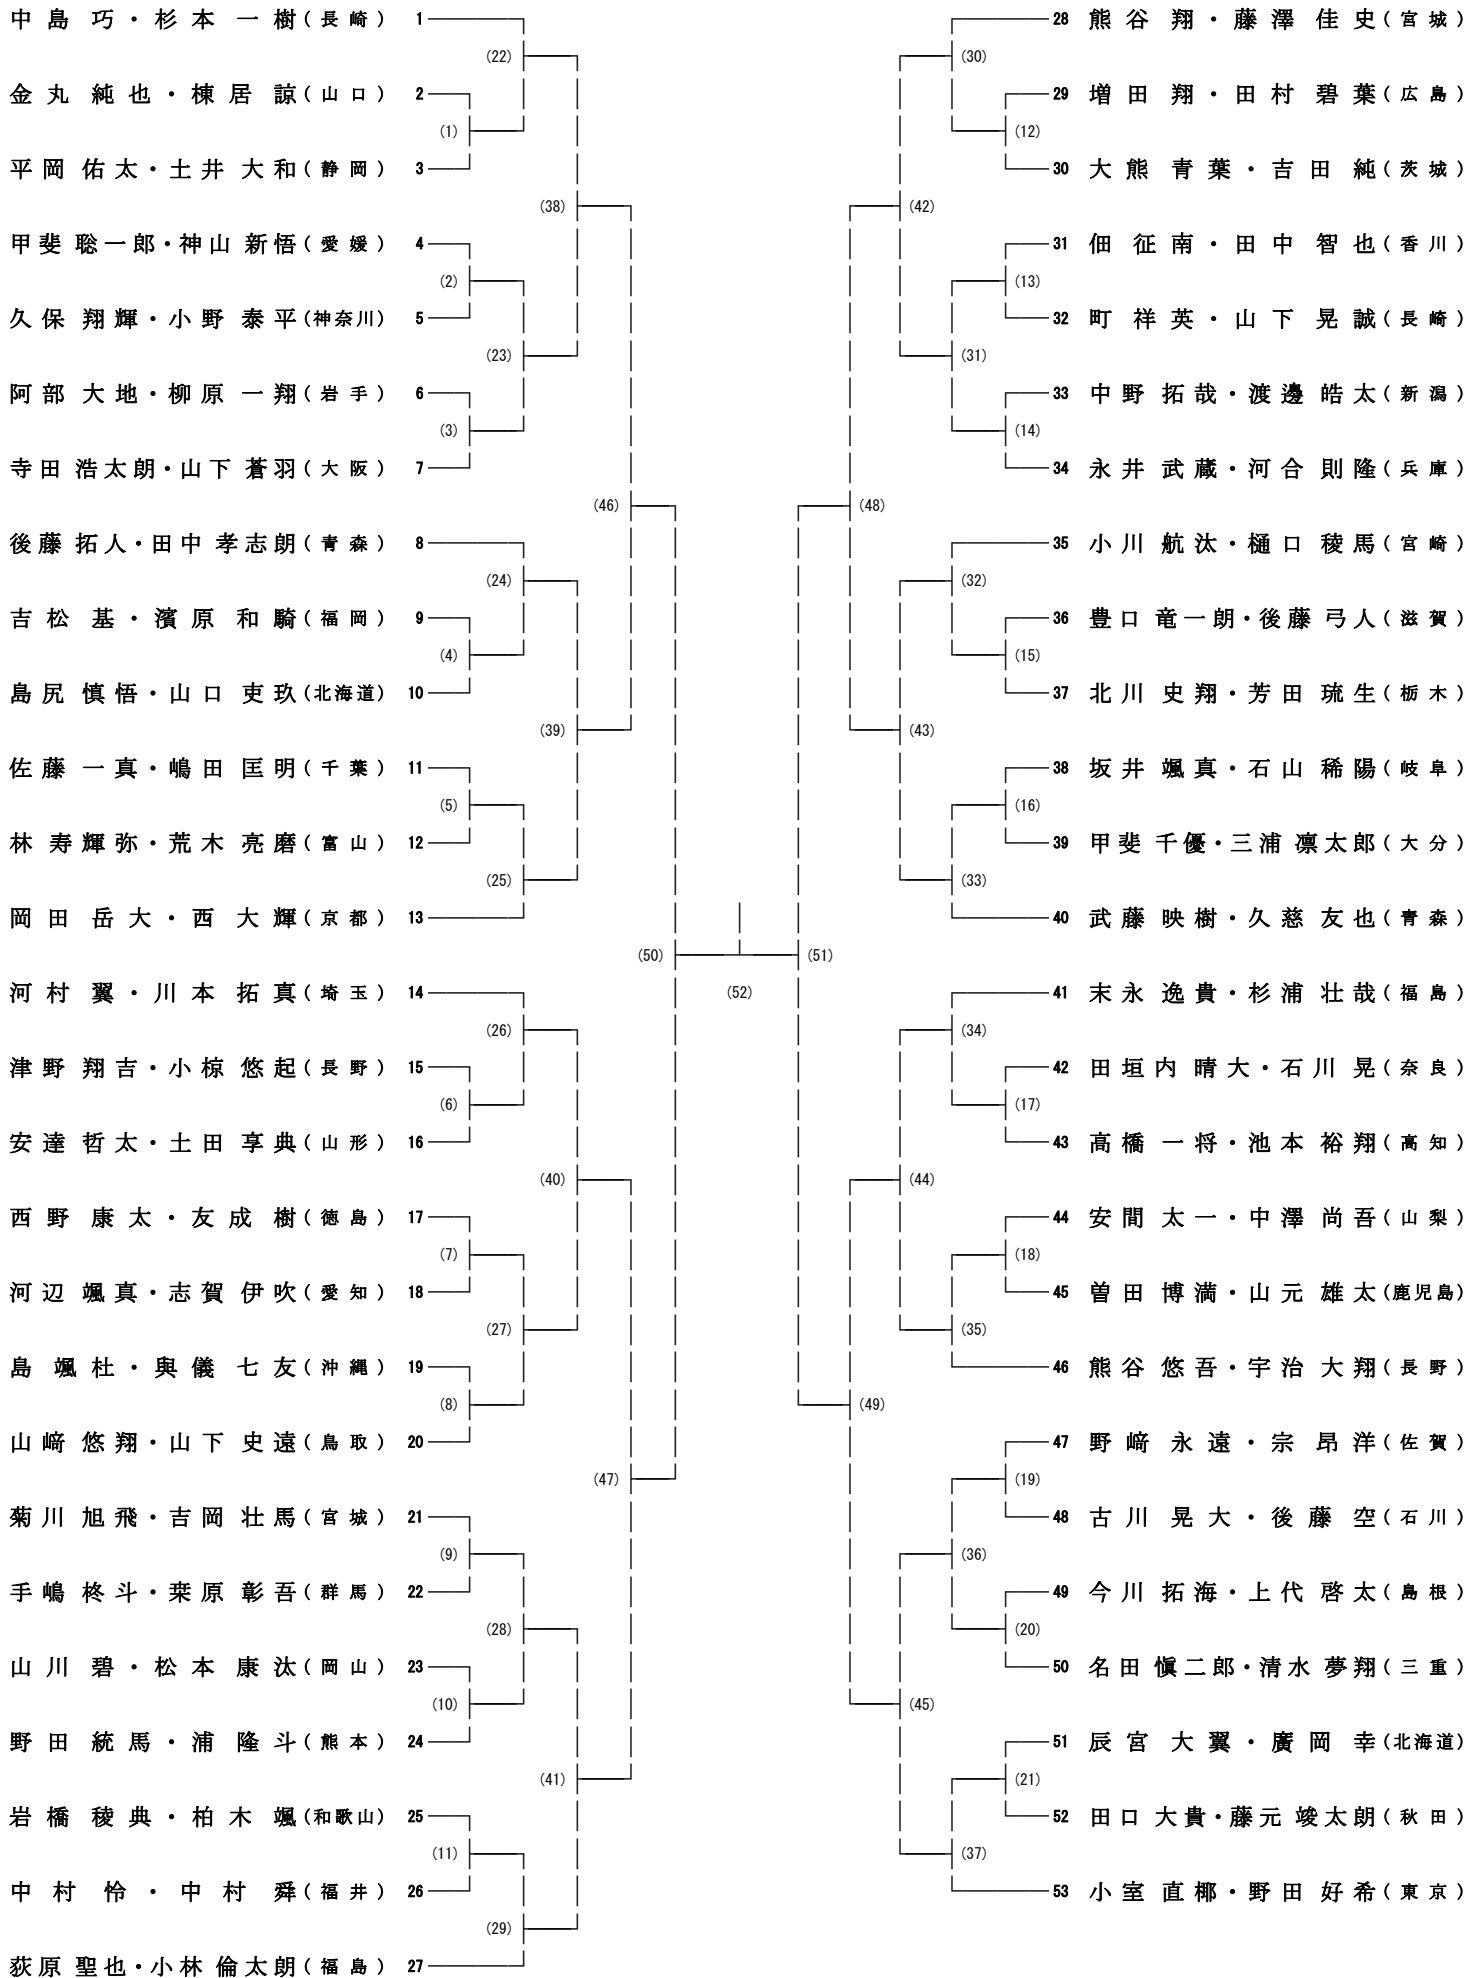 中島 巧・杉本 一樹(長崎) 1
(22)
金丸 純也・棟居 諒(山口) 2
(1)
平岡 佑太・土井 大和(静岡) 3
(38)
甲斐 聡一郎・神山 新悟(愛媛) 4
(2)
久保 翔輝・小野 泰平(神奈川) 5
(23)
阿部 大地・柳原 一翔(岩手) 6
(3)
寺田 浩太朗・山下 蒼羽(大阪) 7
(46)
後藤 拓人・田中 孝志朗(青森) 8
(24)
吉松 基・濱原 和騎(福岡) 9
(4)
島尻 慎悟・山口 吏玖(北海道) 10
(39)
佐藤 一真・嶋田 匡明(千葉) 11
(5)
林 寿輝弥・荒木 亮磨(富山) 12
(25)
岡田 岳大・西 大輝(京都) 13
(50)
河村 翼・川本 拓真(埼玉) 14
(26)
津野 翔吉・小椋 悠起(長野) 15
(6)
安達 哲太・土田 享典(山形) 16
(40)
西野 康太・友成 樹(徳島) 17
(7)
河辺 颯真・志賀 伊吹(愛知) 18
(27)
島 颯杜・與儀 七友(沖縄) 19
(8)
山﨑 悠翔・山下 史遠(鳥取) 20
(47)
菊川 旭飛・吉岡 壮馬(宮城) 21
(9)
手嶋 柊斗・栞原 彰吾(群馬) 22
(28)
山川 碧・松本 康汰(岡山) 23
(10)
野田 統馬・浦 隆斗(熊本) 24
(41)
岩橋 稜典・柏木 颯(和歌山) 25
(11)
中村 怜・中村 舜(福井) 26
(29)
荻原 聖也・小林 倫太朗(福島) 27
(52)
28 熊谷 翔・藤澤 佳史(宮城)
(30)
29 増田 翔・田村 碧葉(広島)
(12)
30 大熊 青葉・吉田 純(茨城)
(42)
31 佃 征南・田中 智也(香川)
(13)
32 町 祥英・山下 晃誠(長崎)
(31)
33 中野 拓哉・渡邊 皓太(新潟)
(14)
34 永井 武蔵・河合 則隆(兵庫)
(48)
35 小川 航汰・樋口 稜馬(宮崎)
(32)
36 豊口 竜一朗・後藤 弓人(滋賀)
(15)
37 北川 史翔・芳田 琉生(栃木)
(43)
38 坂井 颯真・石山 稀陽(岐阜)
(16)
39 甲斐 千優・三浦 凛太郎(大分)
(33)
40 武藤 映樹・久慈 友也(青森)
(51)
41 末永 逸貴・杉浦 壮哉(福島)
(34)
42 田垣内 晴大・石川 晃(奈良)
(17)
43 高橋 一将・池本 裕翔(高知)
(44)
44 安間 太一・中澤 尚吾(山梨)
(18)
45 曽田 博満・山元 雄太(鹿児島)
(35)
46 熊谷 悠吾・宇治 大翔(長野)
(49)
47 野﨑 永遠・宗 昂洋(佐賀)
(19)
48 古川 晃大・後藤 空(石川)
(36)
49 今川 拓海・上代 啓太(島根)
(20)
50 名田 愼二郎・清水 夢翔(三重)
(45)
51 辰宮 大翼・廣岡 幸(北海道)
(21)
52 田口 大貴・藤元 竣太朗(秋田)
(37)
53 小室 直椰・野田 好希(東京)